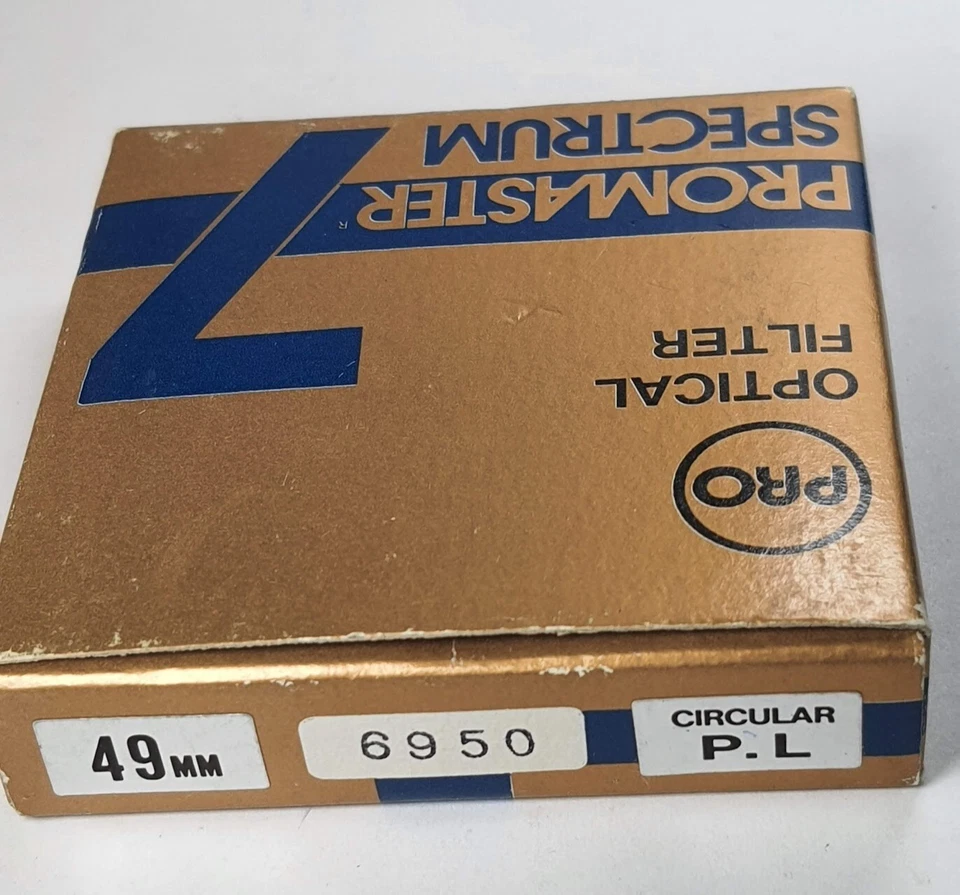 PRO
OPTICAL
FILTER
PROMASTER R
SPECTRUM 7
49MM
6950
CIRCULAR
P.L